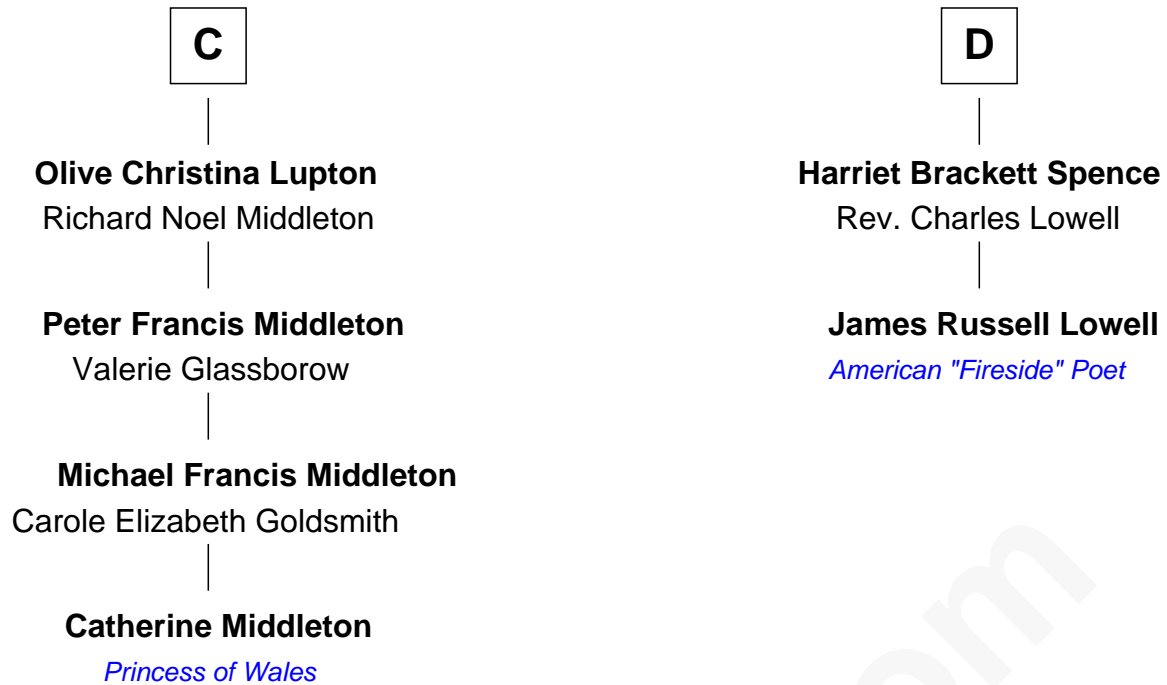 C
Olive Christina Lupton
Richard Noel Middleton
Peter Francis Middleton
Valerie Glassborow
Michael Francis Middleton
Carole Elizabeth Goldsmith
Catherine Middleton
Princess of Wales
D
Harriet Brackett Spence
Rev. Charles Lowell
James Russell Lowell
American "Fireside" Poet
om